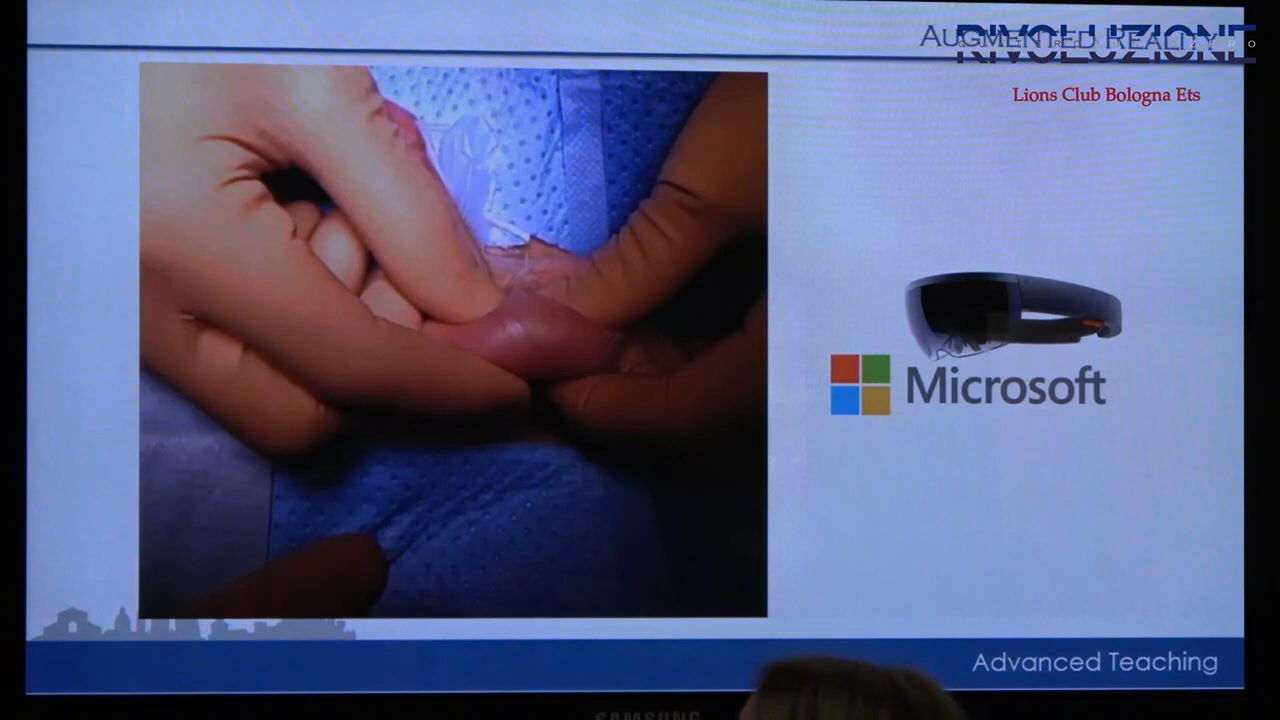 AUGMENTED REALITY
RIVOLUZIONE
Lions Club Bologna Ets
Microsoft
Advanced Teaching
SAMSUNG